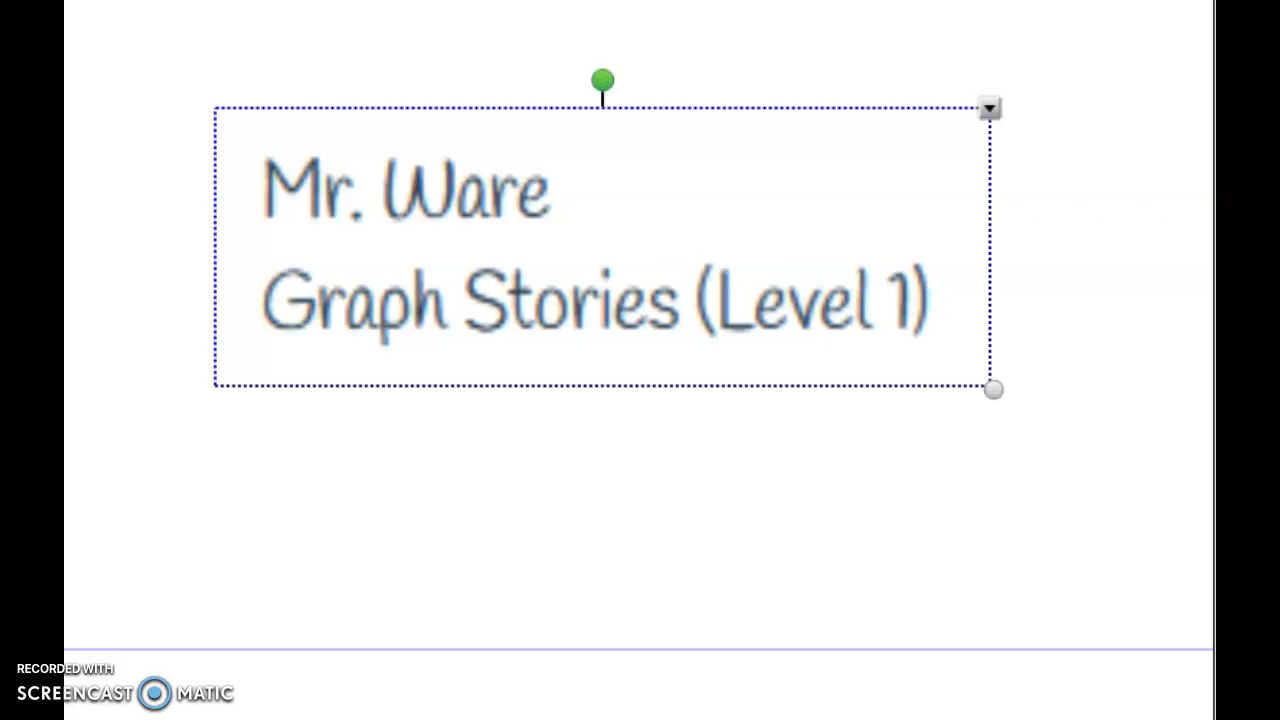 Mr. Ware
Graph Stories (Level 1)
RECORDED WITH
SCREENCAST MATIC